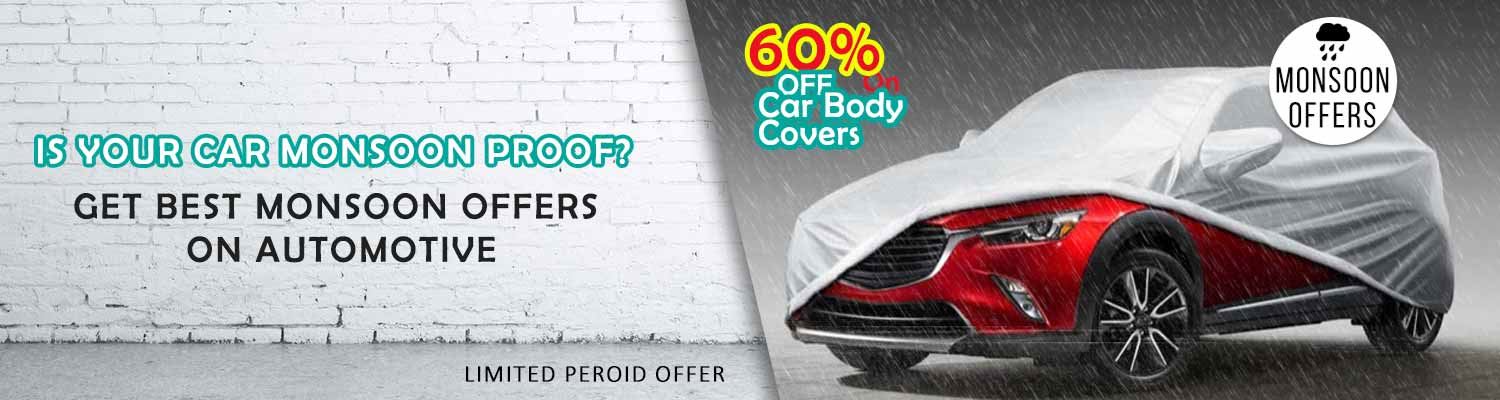 IS YOUR CAR MONSOON PROOF?
GET BEST MONSOON OFFERS
ON AUTOMOTIVE
LIMITED PEROID OFFER
60%
OFF On
Car Body
Covers
MONSOON
OFFERS